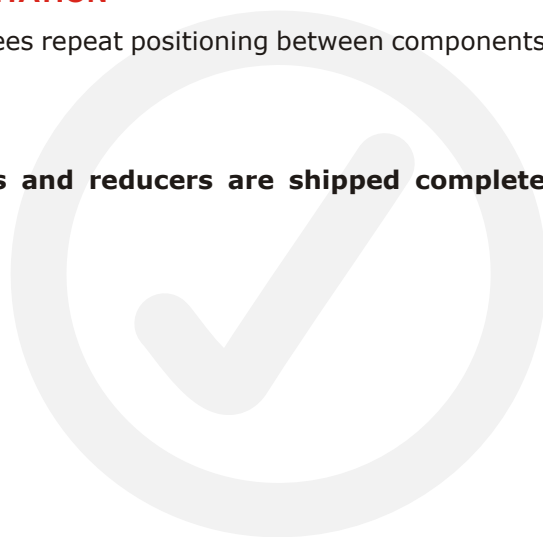 ees repeat positioning between components
s and reducers are shipped complete